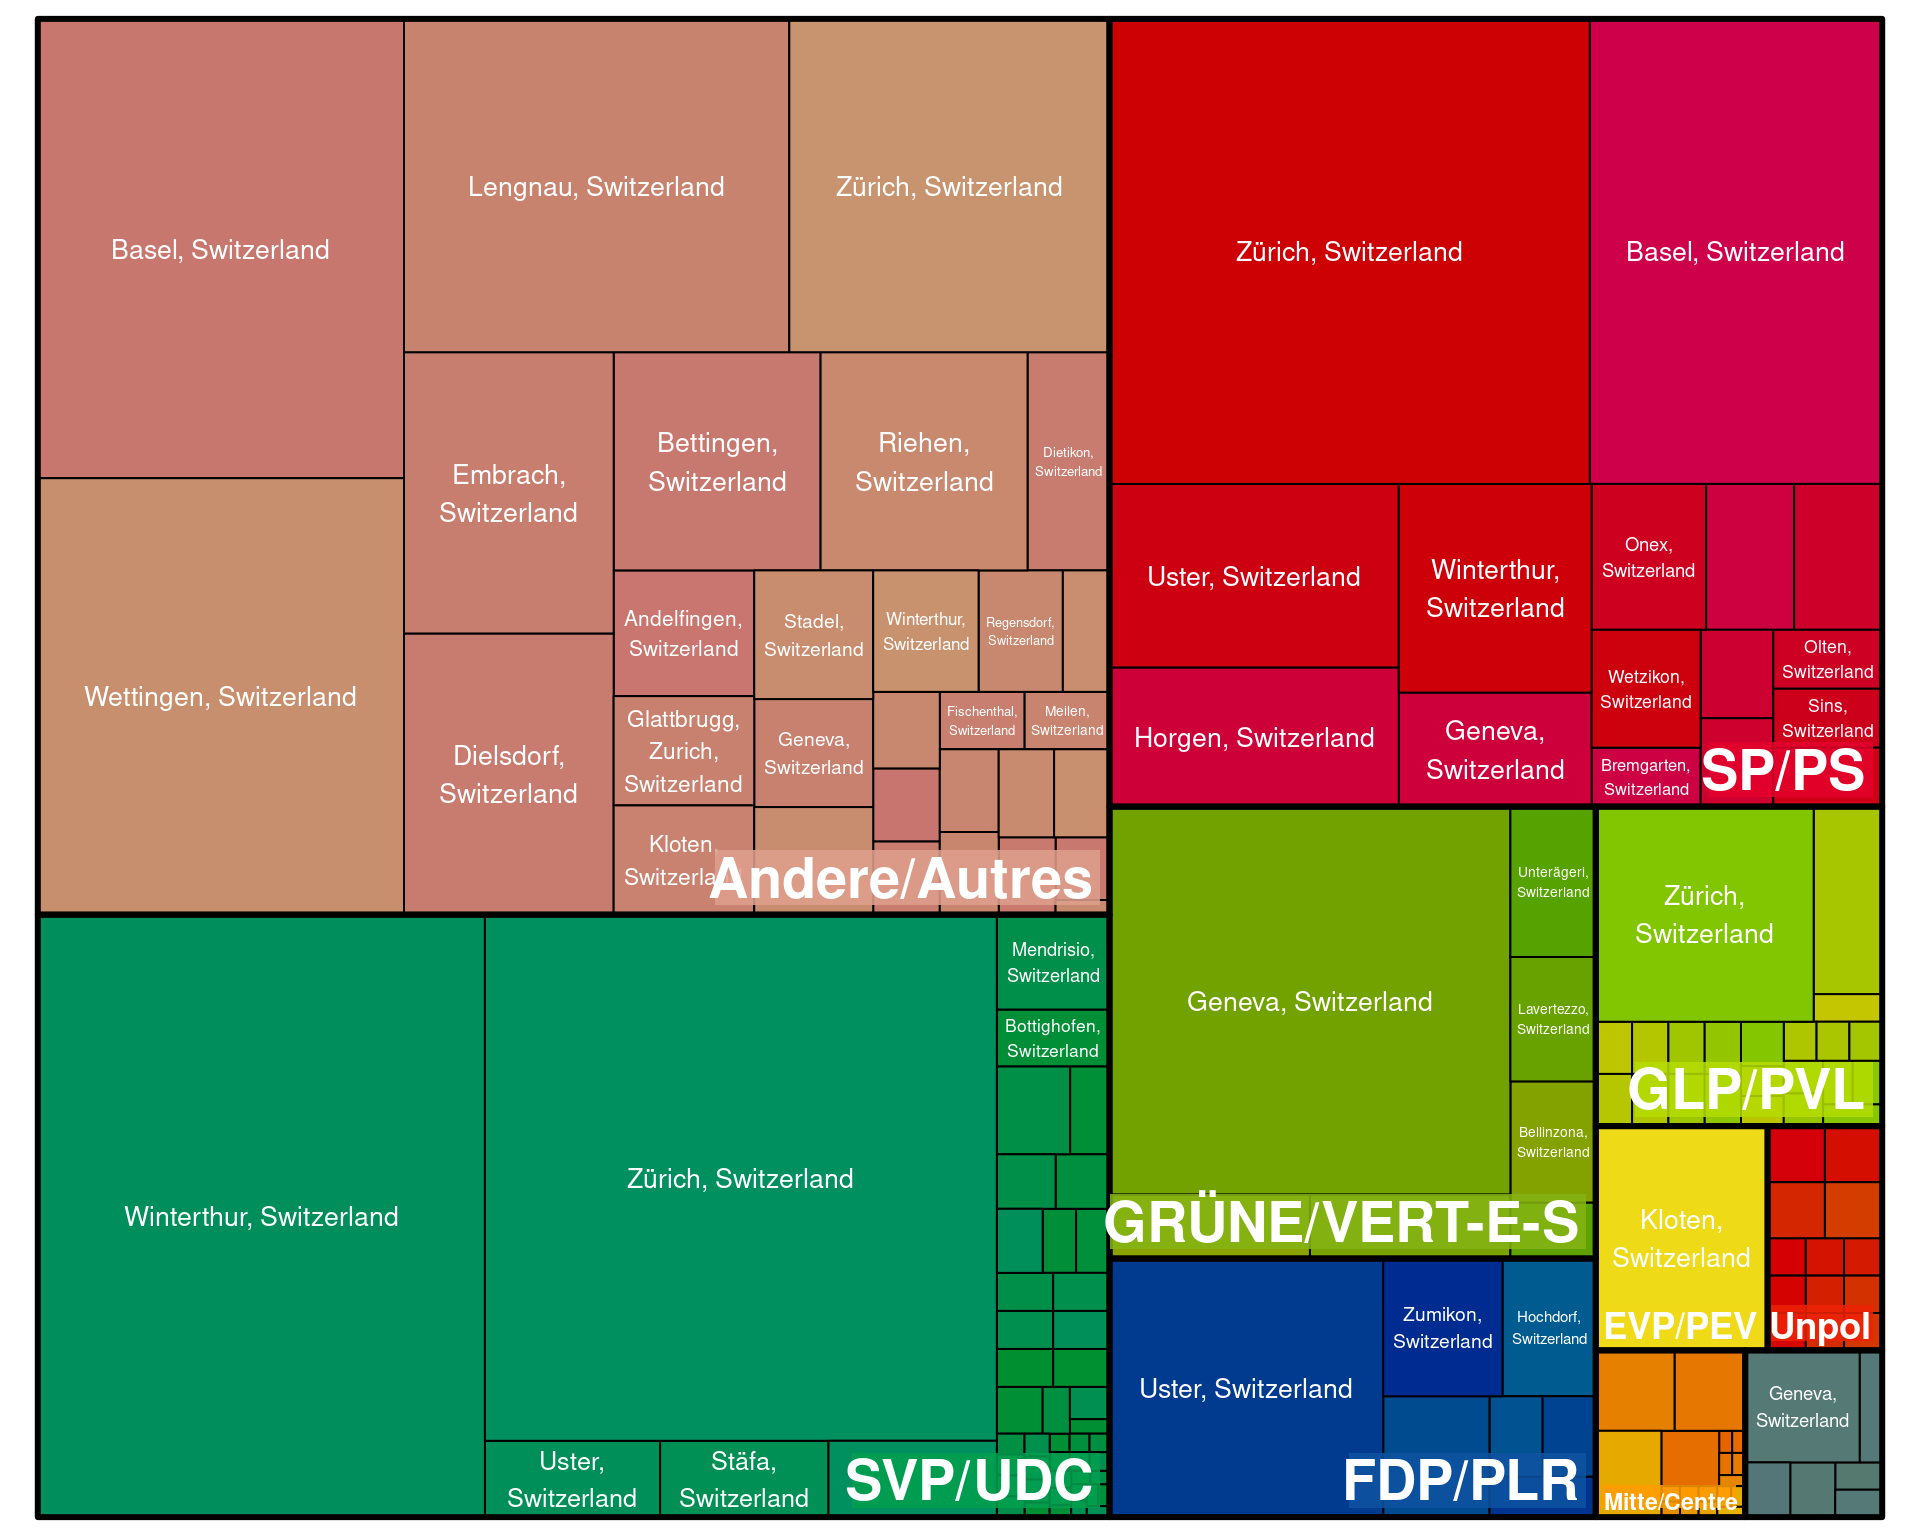 Basel, Switzerland
Lengnau, Switzerland
Zürich, Switzerland
Wettingen, Switzerland
Embrach,
Switzerland
Bettingen,
Switzerland
Riehen,
Switzerland
Dietikon,
Switzerland
Dielsdorf,
Switzerland
Andelfingen,
Switzerland
Stadel,
Switzerland
Winterthur,
Switzerland
Regensdorf,
Switzerland
Glattbrugg,
Zurich,
Switzerland
Geneva,
Switzerland
Fischenthal,
Switzerland
Meilen,
Switzerland
Kloten,
Switzerla
Andere/Autres
Winterthur, Switzerland
Zürich, Switzerland
Mendrisio,
Switzerland
Bottighofen,
Switzerland
Uster,
Switzerland
Stäfa,
Switzerland
SVP/UDC
Zürich, Switzerland
Basel, Switzerland
Uster, Switzerland
Winterthur,
Switzerland
Onex,
Switzerland
Horgen, Switzerland
Geneva,
Switzerland
Wetzikon,
Switzerland
Olten,
Switzerland
Sins,
Switzerland
Bremgarten,
Switzerland
SP/PS
Geneva, Switzerland
Unterägeri,
Switzerland
Lavertezzo,
Switzerland
Bellinzona,
Switzerland
GRÜNE/VERT-E-S
Zürich,
Switzerland
GLP/PVL
Uster, Switzerland
Zumikon,
Switzerland
Hochdorf,
Switzerland
FDP/PLR
Kloten,
Switzerland
EVP/PEV
Unpol
Mitte/Centre
Geneva,
Switzerland